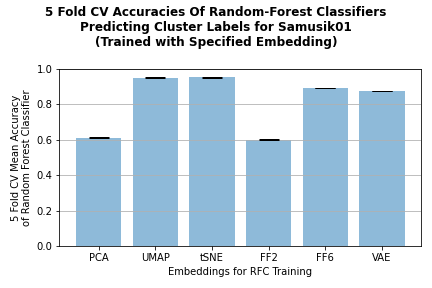 5 Fold CV Accuracies Of Random-Forest Classifiers
Predicting Cluster Labels for Samusik01
(Trained with Specified Embedding)
5 Fold CV Mean Accuracy
of Random Forest Classifier
1.0
0.8
0.6
0.4
0.2
0.0
PCA UMAP tSNE FF2 FF6 VAE
Embeddings for RFC Training